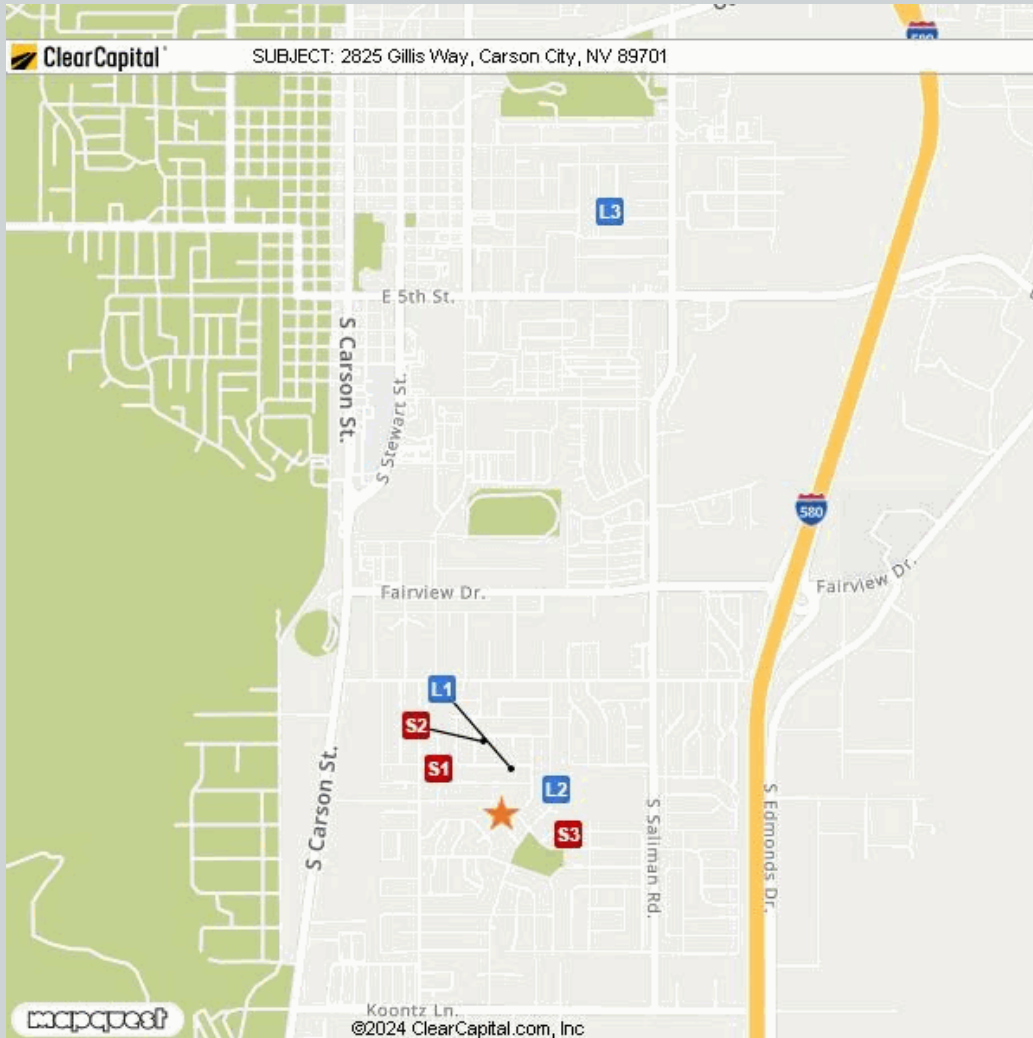 580
ClearCapital
SUBJECT: 2825 Gillis Way, Carson City, NV 89701
L3
E 5th St.
S Carson St.
S Stewart St.
580
Fairview Dr.
Fairview Dr.
L1
S2
S1
L2
S3
S Carson St.
S Saliman Rd.
S Edmonds Dr.
Koontz Ln.
mapquest
©2024 ClearCapital.com, Inc